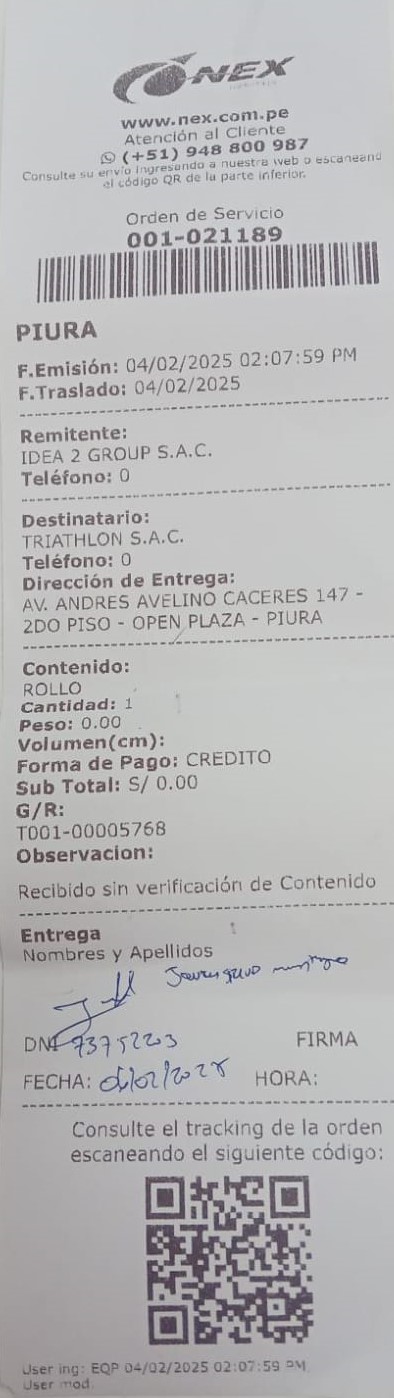 NEX
www.nex.com.pe
Atención al Cliente
(+51) 948 800 987
Consulte su envío ingresando a nuestra web o escaneand
el código QR de la parte inferior.
Orden de Servicio
001-021189
PIURA
F.Emisión: 04/02/2025 02:07:59 PM
F.Traslado: 04/02/2025
Remitente:
IDEA 2 GROUP S.A.C.
Teléfono: 0
Destinatario:
TRIATHLON S.A.C.
Teléfono: 0
Dirección de Entrega:
AV. ANDRES AVELINO CACERES 147 -
2DO PISO - OPEN PLAZA - PIURA
Contenido:
ROLLO
Cantidad: 1
Peso: 0.00
Volumen(cm):
Forma de Pago: CREDITO
Sub Total: S/ 0.00
G/R:
T001-00005768
Observacion:
Recibido sin verificación de Contenido
Entrega
Nombres y Apellidos
DNI 73752203
FIRMA
FECHA:
HORA:
Consulte el tracking de la orden
escaneando el siguiente código:
User ing: EQP 04/02/2025 02:07:59 PM
User mod: